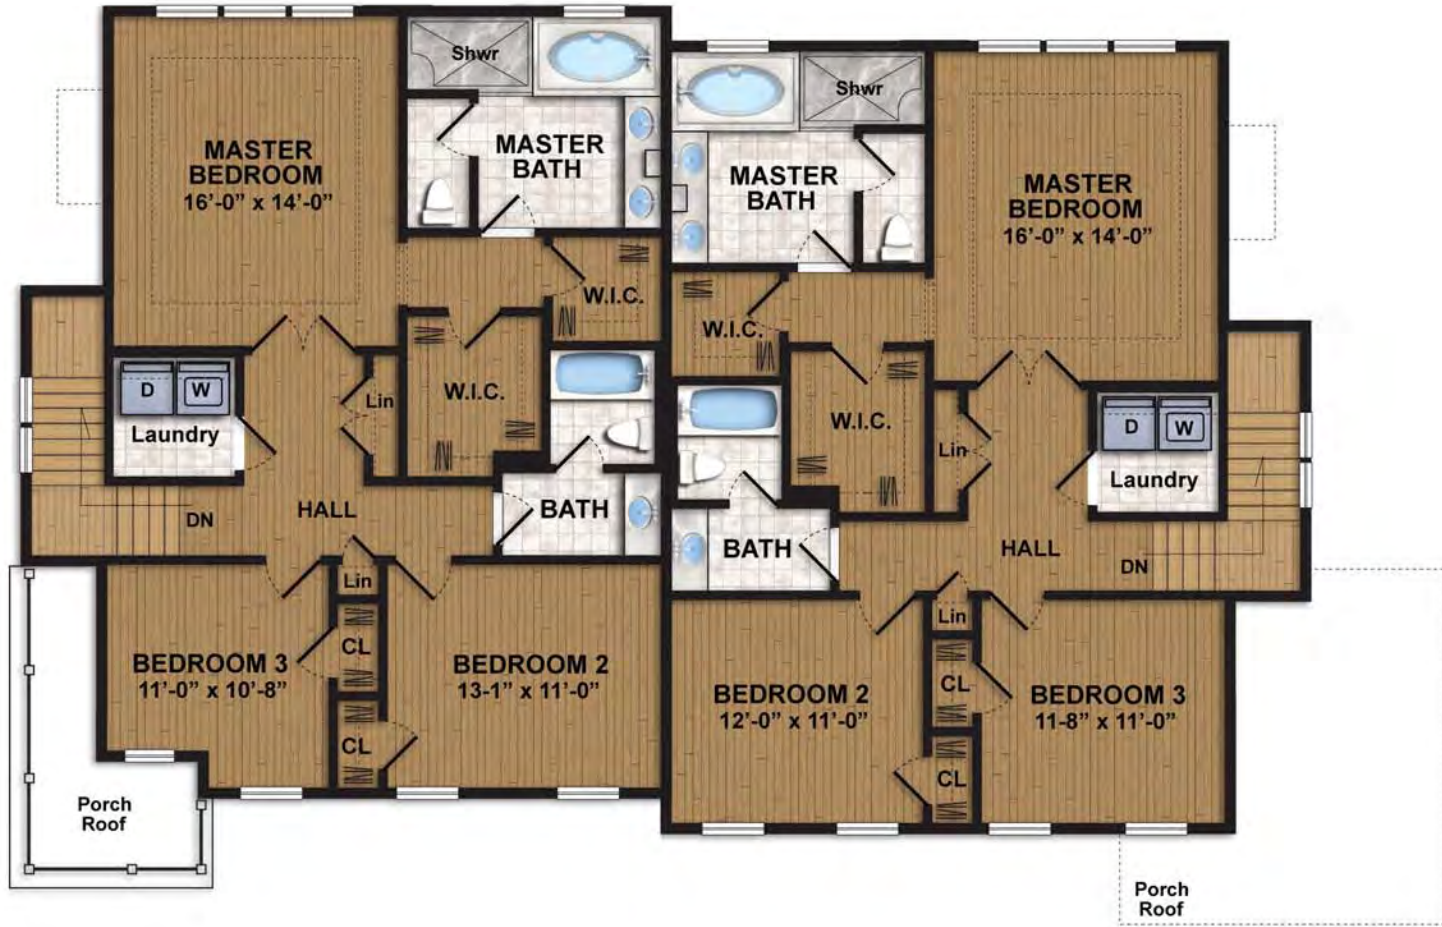 Shwr
MASTER
BATH
MASTER
BEDROOM
16'-0" x 14'-0"
W.I.C.
W.I.C.
D
W
Laundry
Lin
DN
HALL
BATH
Lin
CL
CL
BEDROOM 3
11'-0" x 10'-8"
BEDROOM 2
13-1" x 11'-0"
Porch
Roof
Shwr
MASTER
BATH
MASTER
BEDROOM
16'-0" x 14'-0"
W.I.C.
W.I.C.
Lin
D
W
Laundry
BATH
HALL
DN
Lin
CL
CL
BEDROOM 2
12'-0" x 11'-0"
BEDROOM 3
11-8" x 11'-0"
Porch
Roof